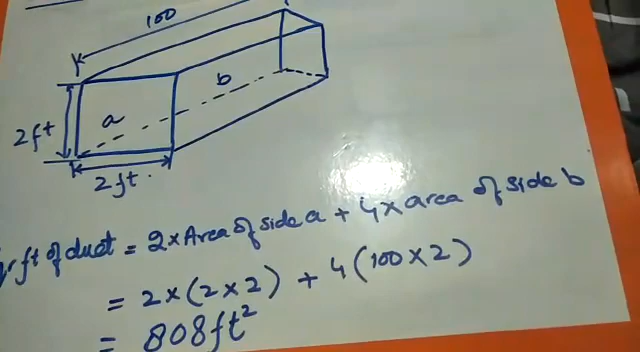 100
a
b
2ft
2ft.
ft of duct = 2×Area of side a + 4×area of side b
= 2×(2×2) + 4(100×2)
= 808ft²